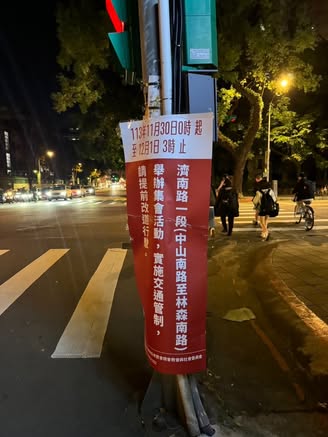 113年11月30日0時 起
至 12月1日 3時 止
濟南路一段(中山南路至林森南路)
舉辦集會活動，實施交通管制，
請提前改道行駛。